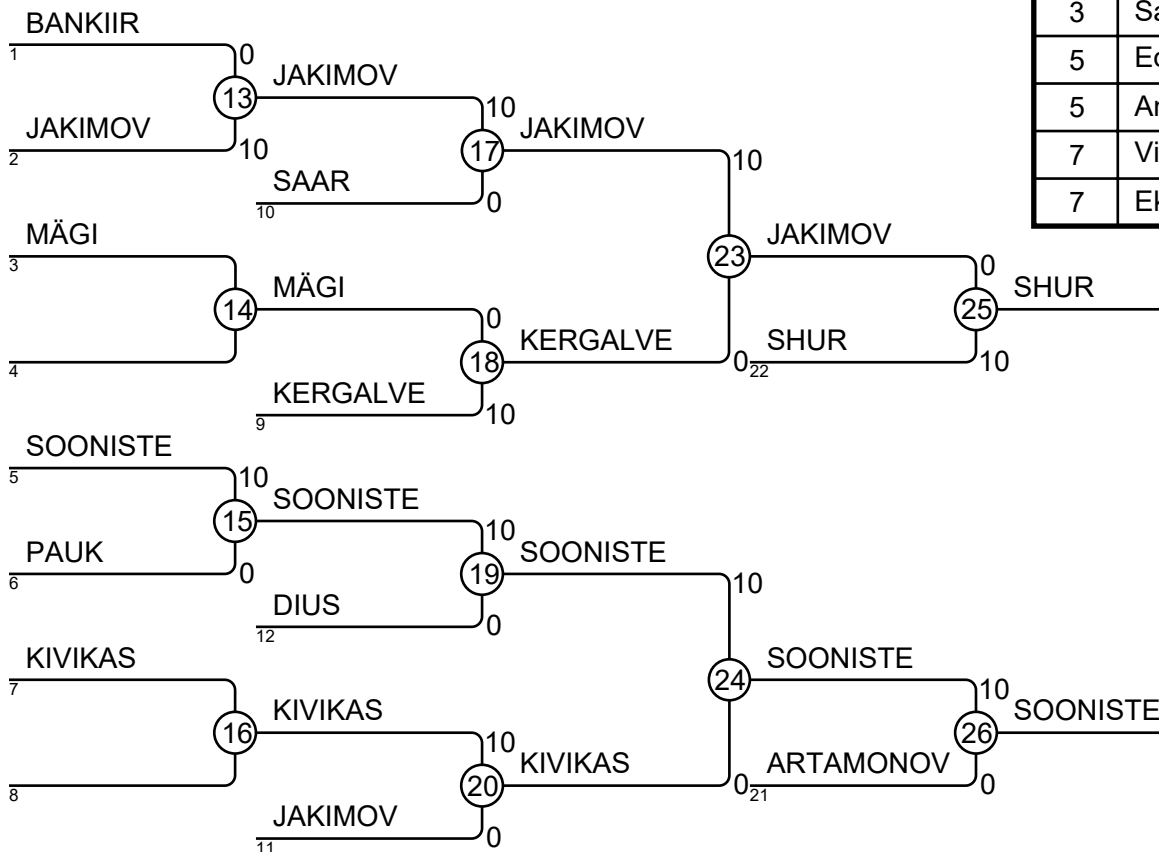 BANKIIR
1
0
13
JAKIMOV
JAKIMOV
2
10
10
17
JAKIMOV
SAAR
10
0
10
MÄGI
3
14
MÄGI
4
0
18
KERGALVE
KERGALVE
9
10
23
JAKIMOV
0
SHUR
22
0
25
SHUR
10
SOONISTE
5
10
15
SOONISTE
PAUK
6
0
10
19
SOONISTE
DIUS
12
0
10
KIVIKAS
7
16
KIVIKAS
8
10
20
KIVIKAS
JAKIMOV
11
0
24
SOONISTE
0
ARTAMONOV
21
10
26
SOONISTE
0
3
5
5
7
7